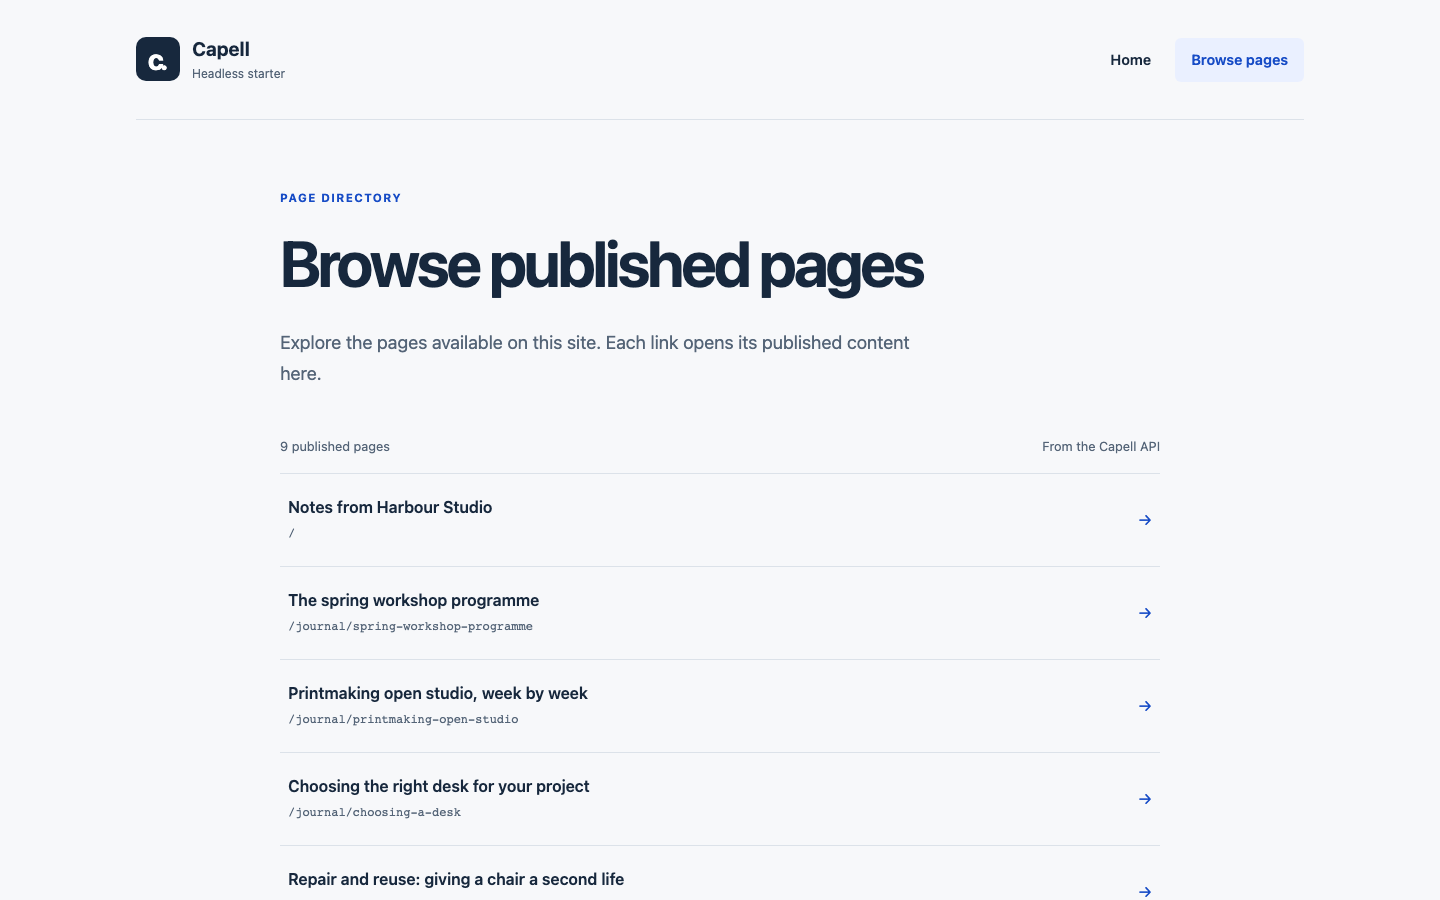 c.
Capell
Headless starter
Home
Browse pages
PAGE DIRECTORY
Browse published pages
Explore the pages available on this site. Each link opens its published content
here.
9 published pages
From the Capell API
Notes from Harbour Studio
/
The spring workshop programme
/journal/spring-workshop-programme
Printmaking open studio, week by week
/journal/printmaking-open-studio
Choosing the right desk for your project
/journal/choosing-a-desk
Repair and reuse: giving a chair a second life